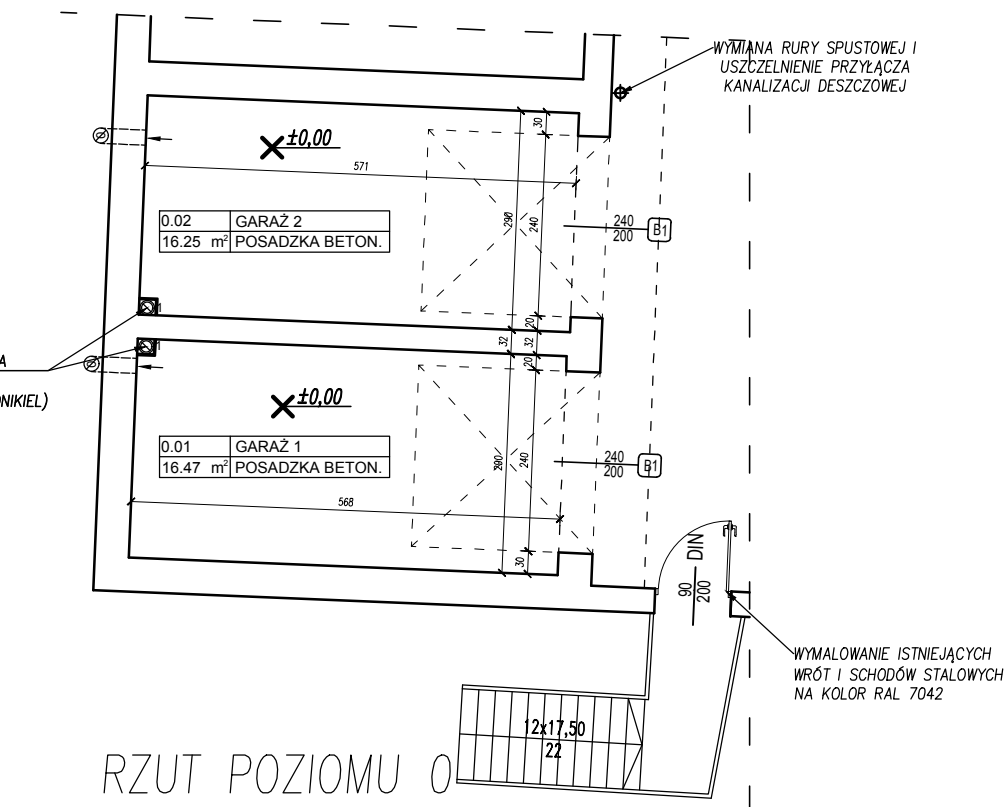 WYMIANA RURY SPUSTOWEJ I
USZCZELNIENIE PRZYŁĄCZA
KANALIZACJI DESZCZOWEJ
±0,00
30
571
0.02 GARAŻ 2
16.25 m² POSADZKA BETON.
290
240
240
200
B1
20
32
32
20
A
ONIKIEL)
±0,00
0.01 GARAŻ 1
16.47 m² POSADZKA BETON.
290
240
240
200
B1
568
30
90
200
DIN
WYMALOWANIE ISTNIEJĄCYCH
WRÓT I SCHODÓW STALOWYCH
NA KOLOR RAL 7042
12x17,50
22
RZUT POZIOMU 0